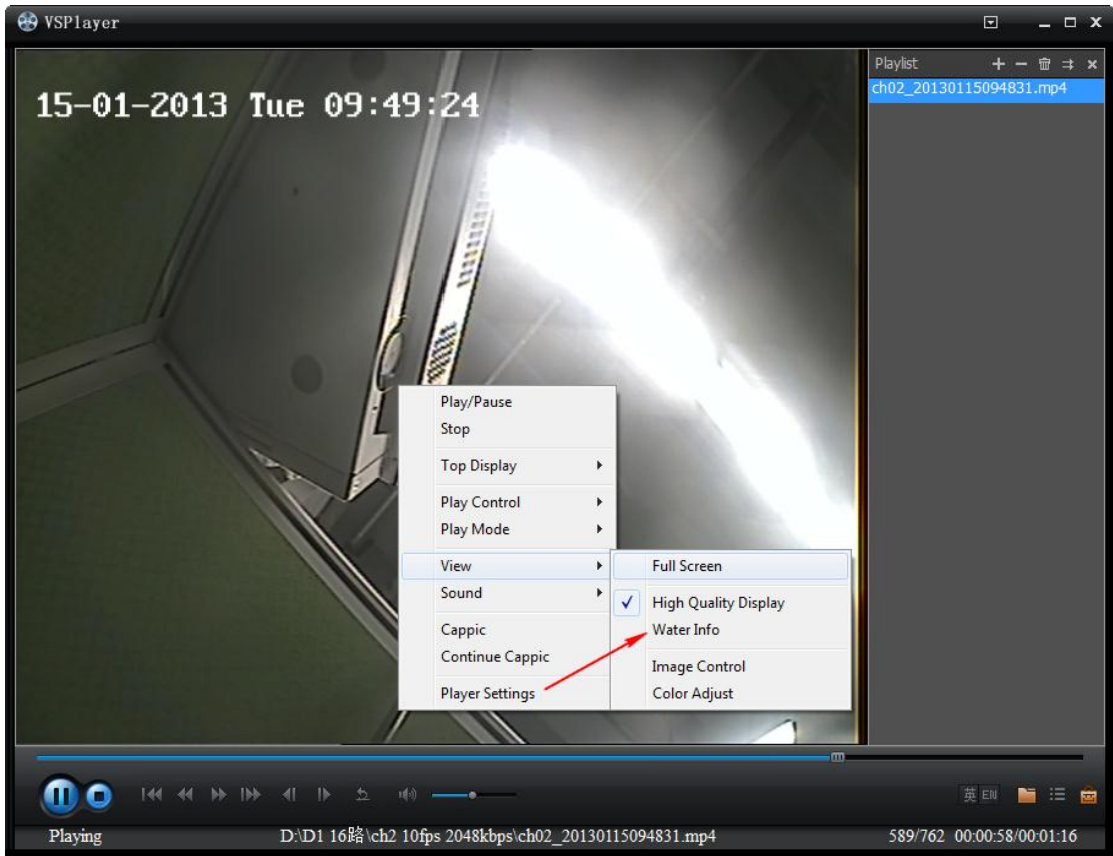 VSPlayer
Playlist
ch02_20130115094831.mp4
15-01-2013 Tue 09:49:24
Play/Pause
Stop
Top Display
Play Control
Play Mode
View
Sound
Cappic
Continue Cappic
Player Settings
Full Screen
High Quality Display
Water Info
Image Control
Color Adjust
英 EN
Playing
D:\D1 16路\ch2 10fps 2048kbps\ch02_20130115094831.mp4
589/762 00:00:58/00:01:16